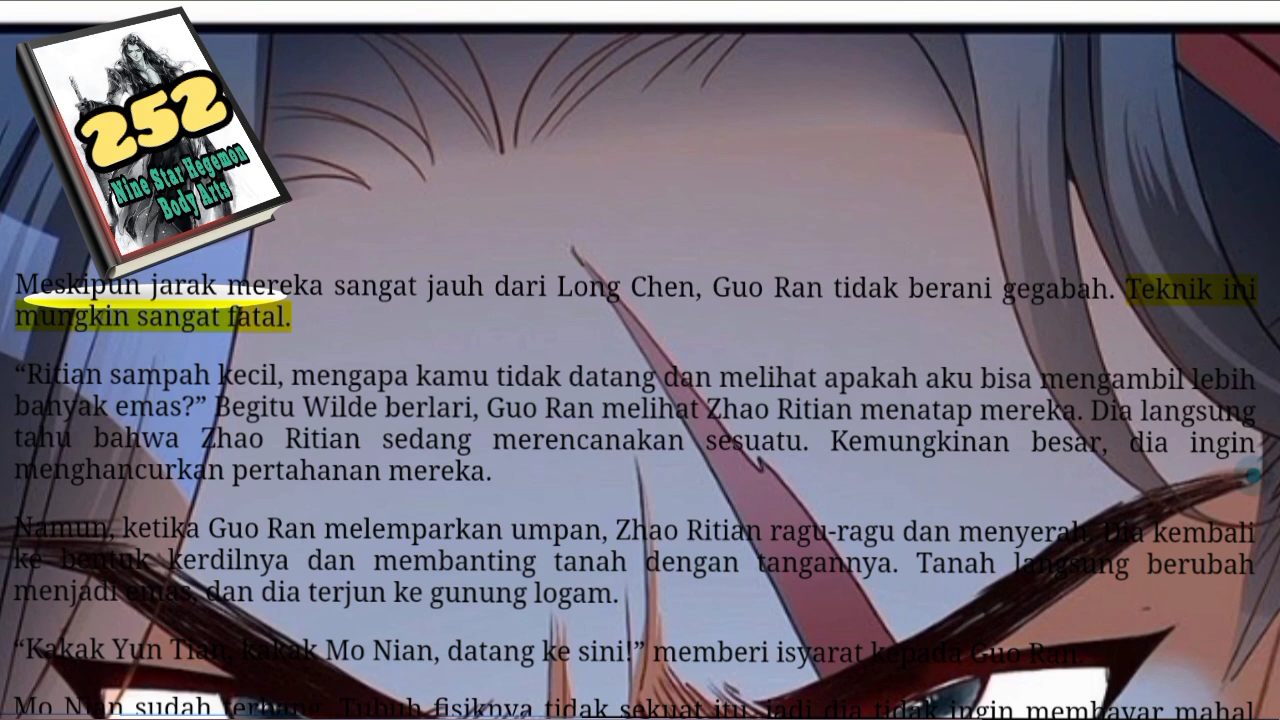 252
Nine Star Hegemon
Body Arts
Meskipun jarak mereka sangat jauh dari Long Chen, Guo Ran tidak berani gegabah. Teknik ini
mungkin sangat fatal.
“Ritian sampah kecil, mengapa kamu tidak datang dan melihat apakah aku bisa mengambil lebih
banyak emas?” Begitu Wilde berlari, Guo Ran melihat Zhao Ritian menatap mereka. Dia langsung
tahu bahwa Zhao Ritian sedang merencanakan sesuatu. Kemungkinan besar, dia ingin
menghancurkan pertahanan mereka.
Namun, ketika Guo Ran melemparkan umpan, Zhao Ritian ragu-ragu dan menyerah. Dia kembali
ke bentuk kerdilnya dan membanting tanah dengan tangannya. Tanah langsung berubah
menjadi emas, dan dia terjun ke gunung logam.
“Kakak Yun Tian, kakak Mo Nian, datang ke sini!” memberi isyarat kepada Guo Ran.
Mo Nian sudah terbang. Tubuh fisiknya tidak sekuat itu, jadi dia tidak ingin membayar mahal